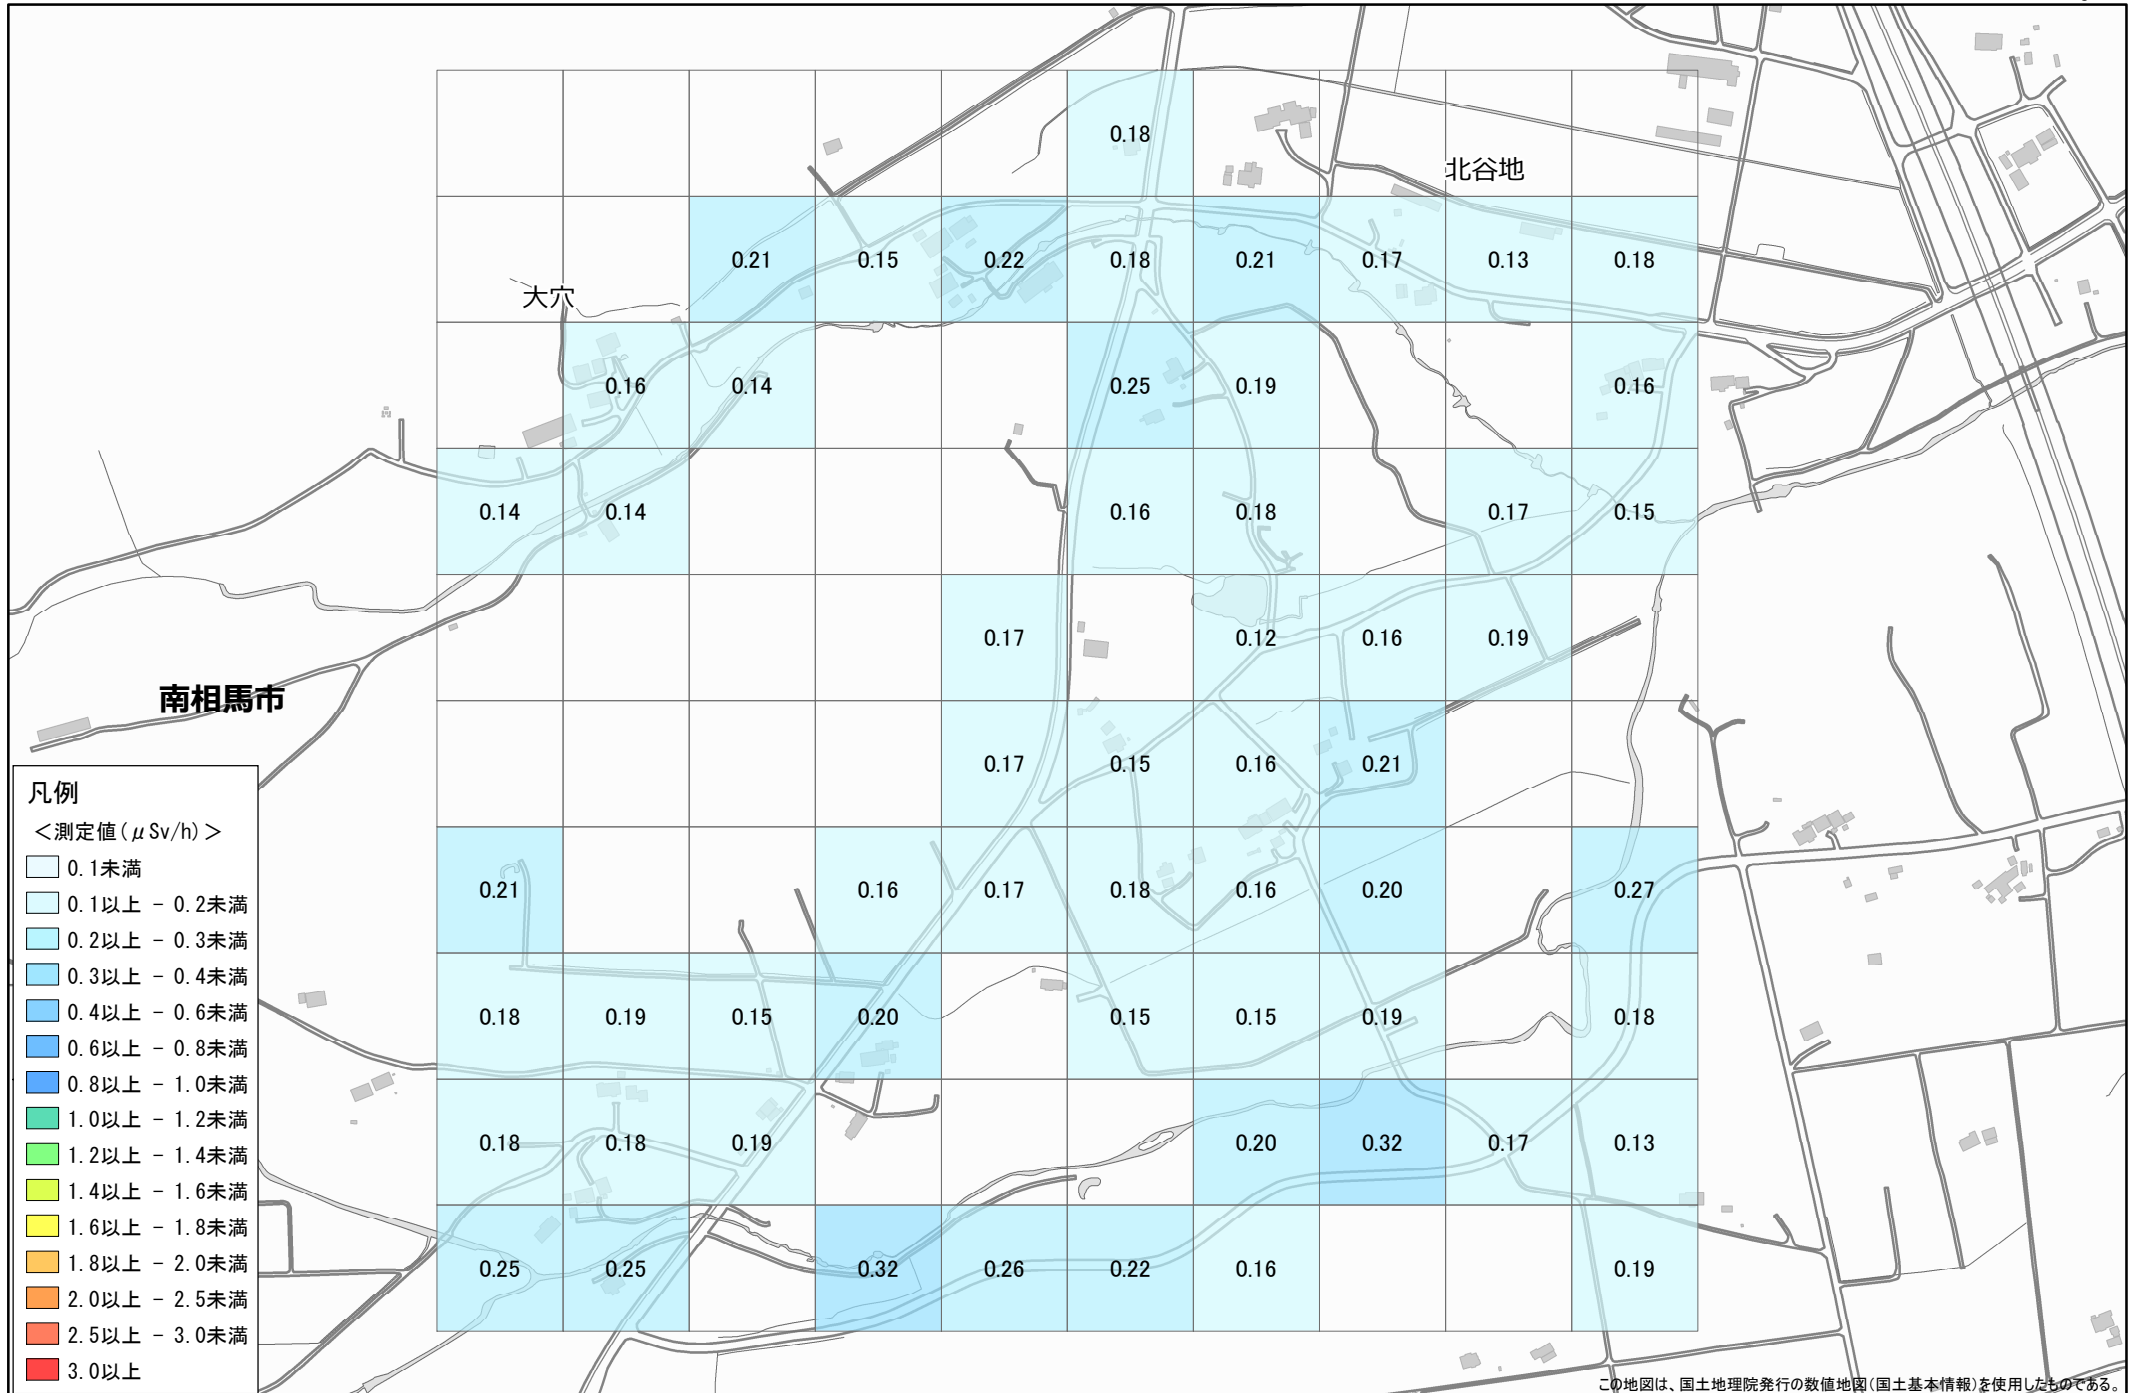 0.18
北谷地
0.21 0.15 0.22 0.18 0.21 0.17 0.13 0.18
大穴
0.16 0.14 0.25 0.19 0.16
0.14 0.14 0.16 0.18 0.17 0.15
0.17 0.12 0.16 0.19
南相馬市
0.17 0.15 0.16 0.21
0.21 0.16 0.17 0.18 0.16 0.20 0.27
0.18 0.19 0.15 0.20 0.15 0.15 0.19 0.18
0.18 0.18 0.19 0.20 0.32 0.17 0.13
0.25 0.25 0.32 0.26 0.22 0.16 0.19
凡例
＜測定値(μSv/h)＞
0.1未満
0.1以上 - 0.2未満
0.2以上 - 0.3未満
0.3以上 - 0.4未満
0.4以上 - 0.6未満
0.6以上 - 0.8未満
0.8以上 - 1.0未満
1.0以上 - 1.2未満
1.2以上 - 1.4未満
1.4以上 - 1.6未満
1.6以上 - 1.8未満
1.8以上 - 2.0未満
2.0以上 - 2.5未満
2.5以上 - 3.0未満
3.0以上
この地図は、国土地理院発行の数値地図(国土基本情報)を使用したものである。